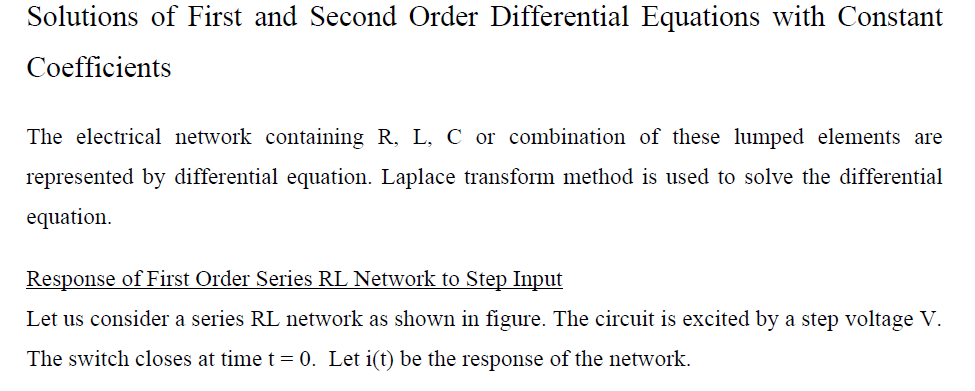 Solutions of First and Second Order Differential Equations with Constant
Coefficients
The electrical network containing R, L, C or combination of these lumped elements are
represented by differential equation. Laplace transform method is used to solve the differential
equation.
Response of First Order Series RL Network to Step Input
Let us consider a series RL network as shown in figure. The circuit is excited by a step voltage V.
The switch closes at time t = 0. Let i(t) be the response of the network.